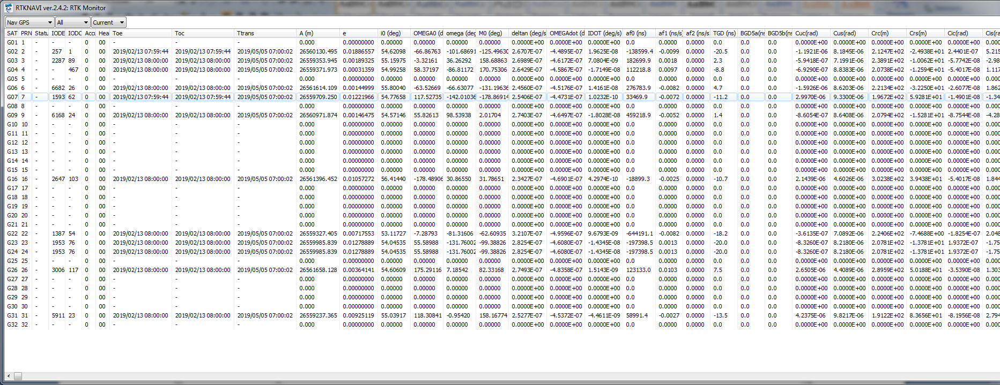 RTKNAVI ver.2.4.2: RTK Monitor
Nav GPS All Current
SAT PRN Statu IODE IODC Accu Hea Toe Toc Ttrans A (m) e i0 (deg) OMEGA0 (d omega (deg M0 (deg) deltan (deg/s OMEGAdot (d IDOT (deg/s) af0 (ns) af1 (ns/s) af2 (ns/s TGD (ns) BGD5a(ns BGD5b(ns Cuc(rad) Cus(rad) Crc(m) Crs(m) Cic(rad) Cis(rad
G01 1 - - - 0 00 - - - 0.000 0.00000000 0.00000 0.00000 0.00000 0.00000 0.0000E+00 0.0000E+00 0.0000E+00 0.0 0.0000 0.0000 0.0 0.0 0.0 0.0000E+00 0.0000E+00 0.0000E+00 0.0000E+00 0.0000E+00 0.000
G02 2 - 257 1 0 00 2019/02/13 07:59:44 2019/02/13 07:59:44 2019/05/05 07:00:02 26560130.495 0.01886557 54.62098 -66.86763 -101.68691 -125.49630 2.6707E-07 -4.4895E-07 1.9625E-08 -138599.4 -0.0099 0.0000 -20.5 0.0 0.0 -1.1921E-06 8.1845E-06 2.1247E+02 -2.4938E+01 2.4401E-07 5.215
G03 3 - 2287 89 0 00 2019/02/13 08:00:00 2019/02/13 08:00:00 2019/05/05 07:00:02 26559353.945 0.00189325 55.15975 -3.32161 36.26292 158.68863 2.6989E-07 -4.6172E-07 7.0804E-09 182699.9 0.0018 0.0000 2.3 0.0 0.0 -5.9418E-07 7.1991E-06 2.3891E+02 -1.0062E+01 -5.7742E-08 -2.98
G04 4 - - 467 0 00 2019/02/13 08:00:00 2019/02/13 08:00:00 2019/05/05 07:00:02 26559371.973 0.00031359 54.99258 58.37197 -86.81172 170.75306 2.6429E-07 -4.5867E-07 -1.7149E-08 112218.8 0.0097 0.0000 -8.8 0.0 0.0 -6.9290E-07 8.8383E-06 2.0738E+02 -1.2594E+01 -5.4017E-08 1.117
G05 5 - - - 0 00 - - - 0.000 0.00000000 0.00000 0.00000 0.00000 0.00000 0.0000E+00 0.0000E+00 0.0000E+00 0.0 0.0000 0.0000 0.0 0.0 0.0 0.0000E+00 0.0000E+00 0.0000E+00 0.0000E+00 0.0000E+00 0.000
G06 6 - 6682 26 0 00 2019/02/13 08:00:00 2019/02/13 08:00:00 2019/05/05 07:00:02 26561614.109 0.00144999 55.80040 -63.52669 -66.63077 -131.19636 2.4560E-07 -4.5176E-07 1.4161E-08 276783.9 -0.0082 0.0000 4.7 0.0 0.0 -1.5926E-06 8.6203E-06 2.2134E+02 -3.2250E+01 -2.6077E-08 1.862
G07 7 - 1593 62 0 00 2019/02/13 07:59:44 2019/02/13 07:59:44 2019/05/05 07:00:02 26559709.250 0.01221966 54.77658 117.52735 -142.01036 -178.86914 2.5406E-07 -4.4731E-07 1.0232E-10 33469.9 -0.0072 0.0000 -11.2 0.0 0.0 2.9970E-06 9.3300E-06 1.9672E+02 5.9281E+01 -1.4901E-08 -1.34
G08 8 - - - 0 00 - - - 0.000 0.00000000 0.00000 0.00000 0.00000 0.00000 0.0000E+00 0.0000E+00 0.0000E+00 0.0 0.0000 0.0000 0.0 0.0 0.0 0.0000E+00 0.0000E+00 0.0000E+00 0.0000E+00 0.0000E+00 0.000
G09 9 - 6168 24 0 00 2019/02/13 08:00:00 2019/02/13 08:00:00 2019/05/05 07:00:02 26560971.874 0.00146475 54.57146 55.82613 98.53938 2.01704 2.7403E-07 -4.6497E-07 -1.8028E-08 459218.9 -0.0052 0.0000 1.4 0.0 0.0 -8.6054E-07 8.6408E-06 2.0794E+02 -1.5281E+01 -8.7544E-08 -4.28
G10 10 - - - 0 00 - - - 0.000 0.00000000 0.00000 0.00000 0.00000 0.00000 0.0000E+00 0.0000E+00 0.0000E+00 0.0 0.0000 0.0000 0.0 0.0 0.0 0.0000E+00 0.0000E+00 0.0000E+00 0.0000E+00 0.0000E+00 0.000
G11 11 - - - 0 00 - - - 0.000 0.00000000 0.00000 0.00000 0.00000 0.00000 0.0000E+00 0.0000E+00 0.0000E+00 0.0 0.0000 0.0000 0.0 0.0 0.0 0.0000E+00 0.0000E+00 0.0000E+00 0.0000E+00 0.0000E+00 0.000
G12 12 - - - 0 00 - - - 0.000 0.00000000 0.00000 0.00000 0.00000 0.00000 0.0000E+00 0.0000E+00 0.0000E+00 0.0 0.0000 0.0000 0.0 0.0 0.0 0.0000E+00 0.0000E+00 0.0000E+00 0.0000E+00 0.0000E+00 0.000
G13 13 - - - 0 00 - - - 0.000 0.00000000 0.00000 0.00000 0.00000 0.00000 0.0000E+00 0.0000E+00 0.0000E+00 0.0 0.0000 0.0000 0.0 0.0 0.0 0.0000E+00 0.0000E+00 0.0000E+00 0.0000E+00 0.0000E+00 0.000
G14 14 - - - 0 00 - - - 0.000 0.00000000 0.00000 0.00000 0.00000 0.00000 0.0000E+00 0.0000E+00 0.0000E+00 0.0 0.0000 0.0000 0.0 0.0 0.0 0.0000E+00 0.0000E+00 0.0000E+00 0.0000E+00 0.0000E+00 0.000
G15 15 - - - 0 00 - - - 0.000 0.00000000 0.00000 0.00000 0.00000 0.00000 0.0000E+00 0.0000E+00 0.0000E+00 0.0 0.0000 0.0000 0.0 0.0 0.0 0.0000E+00 0.0000E+00 0.0000E+00 0.0000E+00 0.0000E+00 0.000
G16 16 - 2647 103 0 00 2019/02/13 08:00:00 2019/02/13 08:00:00 2019/05/05 07:00:02 26561396.452 0.01057272 56.41440 -178.48906 30.86550 31.78651 2.3427E-07 -4.6901E-07 4.2974E-10 -18899.3 -0.0025 0.0000 -10.7 0.0 0.0 2.1439E-06 4.6026E-06 3.0238E+02 3.9438E+01 -5.4017E-08 1.844
G17 17 - - - 0 00 - - - 0.000 0.00000000 0.00000 0.00000 0.00000 0.00000 0.0000E+00 0.0000E+00 0.0000E+00 0.0 0.0000 0.0000 0.0 0.0 0.0 0.0000E+00 0.0000E+00 0.0000E+00 0.0000E+00 0.0000E+00 0.000
G18 18 - - - 0 00 - - - 0.000 0.00000000 0.00000 0.00000 0.00000 0.00000 0.0000E+00 0.0000E+00 0.0000E+00 0.0 0.0000 0.0000 0.0 0.0 0.0 0.0000E+00 0.0000E+00 0.0000E+00 0.0000E+00 0.0000E+00 0.000
G19 19 - - - 0 00 - - - 0.000 0.00000000 0.00000 0.00000 0.00000 0.00000 0.0000E+00 0.0000E+00 0.0000E+00 0.0 0.0000 0.0000 0.0 0.0 0.0 0.0000E+00 0.0000E+00 0.0000E+00 0.0000E+00 0.0000E+00 0.000
G20 20 - - - 0 00 - - - 0.000 0.00000000 0.00000 0.00000 0.00000 0.00000 0.0000E+00 0.0000E+00 0.0000E+00 0.0 0.0000 0.0000 0.0 0.0 0.0 0.0000E+00 0.0000E+00 0.0000E+00 0.0000E+00 0.0000E+00 0.000
G21 21 - - - 0 00 - - - 0.000 0.00000000 0.00000 0.00000 0.00000 0.00000 0.0000E+00 0.0000E+00 0.0000E+00 0.0 0.0000 0.0000 0.0 0.0 0.0 0.0000E+00 0.0000E+00 0.0000E+00 0.0000E+00 0.0000E+00 0.000
G22 22 - 1387 54 0 00 2019/02/13 08:00:00 2019/02/13 08:00:00 2019/05/05 07:00:02 26559327.405 0.00717553 53.11727 -7.28793 -81.31606 -62.60935 3.2107E-07 -4.9596E-07 9.6793E-09 -644191.1 -0.0082 0.0000 -18.2 0.0 0.0 -3.6135E-07 7.0892E-06 2.2406E+02 -7.4688E+00 -1.8254E-07 2.048
G23 23 - 1953 76 0 00 2019/02/13 08:00:00 2019/02/13 08:00:00 2019/05/05 07:00:02 26559985.839 0.01278889 54.04535 55.58988 -131.76002 -99.38826 2.8254E-07 -4.6080E-07 -1.4345E-08 -197398.5 0.0013 0.0000 -20.0 0.0 0.0 -8.3260E-07 8.2180E-06 2.0781E+02 -1.3781E+01 1.9372E-07 -1.75
G24 24 - 1953 76 0 00 2019/02/13 08:00:00 2019/02/13 08:00:00 2019/05/05 07:00:02 26559985.839 0.01278889 54.04535 55.58988 -131.76002 -99.38826 2.8254E-07 -4.6080E-07 -1.4345E-08 -197398.5 0.0013 0.0000 -20.0 0.0 0.0 -8.3260E-07 8.2180E-06 2.0781E+02 -1.3781E+01 1.9372E-07 -1.75
G25 25 - - - 0 00 - - - 0.000 0.00000000 0.00000 0.00000 0.00000 0.00000 0.0000E+00 0.0000E+00 0.0000E+00 0.0 0.0000 0.0000 0.0 0.0 0.0 0.0000E+00 0.0000E+00 0.0000E+00 0.0000E+00 0.0000E+00 0.000
G26 26 - 3006 117 0 00 2019/02/13 08:00:00 2019/02/13 08:00:00 2019/05/05 07:00:02 26561658.128 0.00364141 54.60609 175.29116 7.18542 82.33168 2.7493E-07 -4.8358E-07 1.5143E-09 123133.0 0.0103 0.0000 7.5 0.0 0.0 2.6505E-06 4.4089E-06 2.8959E+02 5.0188E+01 -3.5390E-08 1.303
G27 27 - - - 0 00 - - - 0.000 0.00000000 0.00000 0.00000 0.00000 0.00000 0.0000E+00 0.0000E+00 0.0000E+00 0.0 0.0000 0.0000 0.0 0.0 0.0 0.0000E+00 0.0000E+00 0.0000E+00 0.0000E+00 0.0000E+00 0.000
G28 28 - - - 0 00 - - - 0.000 0.00000000 0.00000 0.00000 0.00000 0.00000 0.0000E+00 0.0000E+00 0.0000E+00 0.0 0.0000 0.0000 0.0 0.0 0.0 0.0000E+00 0.0000E+00 0.0000E+00 0.0000E+00 0.0000E+00 0.000
G29 29 - - - 0 00 - - - 0.000 0.00000000 0.00000 0.00000 0.00000 0.00000 0.0000E+00 0.0000E+00 0.0000E+00 0.0 0.0000 0.0000 0.0 0.0 0.0 0.0000E+00 0.0000E+00 0.0000E+00 0.0000E+00 0.0000E+00 0.000
G30 30 - - - 0 00 - - - 0.000 0.00000000 0.00000 0.00000 0.00000 0.00000 0.0000E+00 0.0000E+00 0.0000E+00 0.0 0.0000 0.0000 0.0 0.0 0.0 0.0000E+00 0.0000E+00 0.0000E+00 0.0000E+00 0.0000E+00 0.000
G31 31 - 5911 23 0 00 2019/02/13 08:00:00 2019/02/13 08:00:00 2019/05/05 07:00:02 26559237.365 0.00925119 55.03917 118.30841 -0.95420 158.16774 2.5277E-07 -4.5372E-07 -4.4611E-09 58991.4 -0.0027 0.0000 -13.5 0.0 0.0 4.2375E-06 9.8217E-06 1.9122E+02 8.3656E+01 -8.1956E-08 2.794
G32 32 - - - 0 00 - - - 0.000 0.00000000 0.00000 0.00000 0.00000 0.00000 0.0000E+00 0.0000E+00 0.0000E+00 0.0 0.0000 0.0000 0.0 0.0 0.0 0.0000E+00 0.0000E+00 0.0000E+00 0.0000E+00 0.0000E+00 0.000